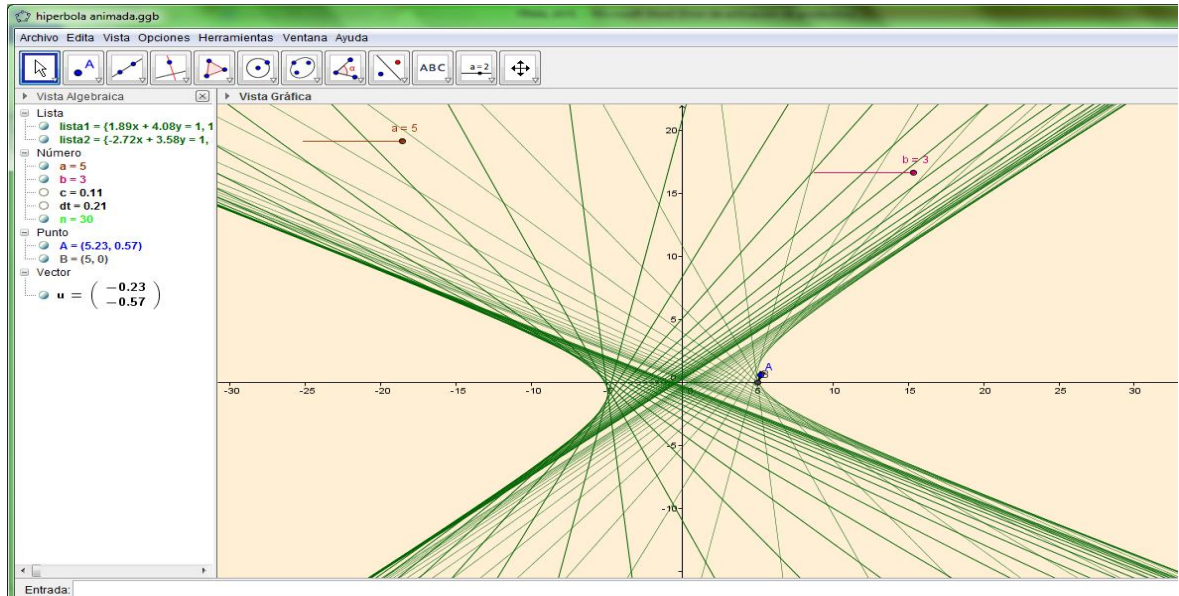 hiperbola animada.ggb
Archivo Edita Vista Opciones Herramientas Ventana Ayuda
A
ABC
a=2
Vista Algebraica
Vista Gráfica
Lista
lista1 = {1.89x + 4.08y = 1, 1
lista2 = {-2.72x + 3.58y = 1,
Número
a = 5
b = 3
c = 0.11
dt = 0.21
n = 30
Punto
A = (5.23, 0.57)
B = (5, 0)
Vector
u = ( -0.23
-0.57 )
a = 5
b = 3
20
15
5
A
-30 -25 -20 -15 -10 5 10 15 20 25 30
-5
-10
Entrada: